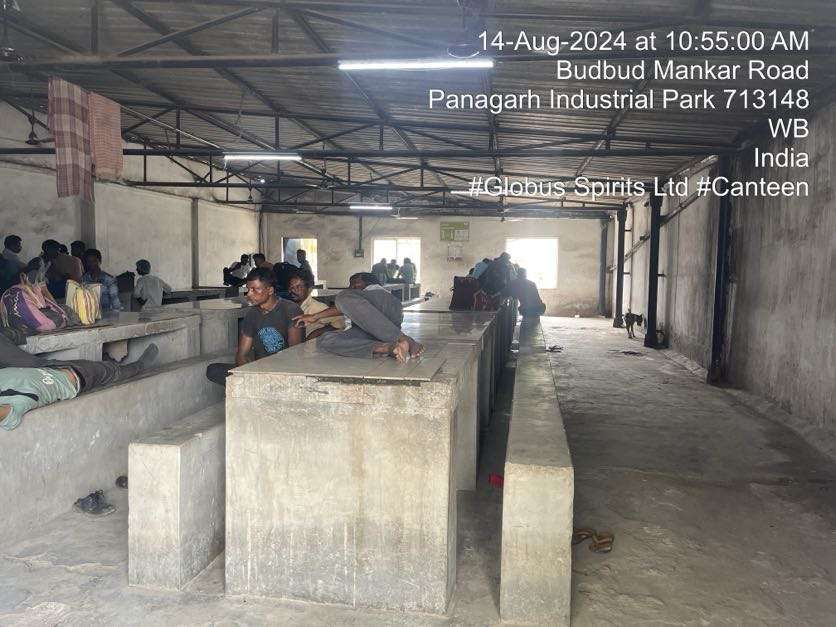 14-Aug-2024 at 10:55:00 AM
Budbud Mankar Road
Panagarh Industrial Park 713148
WB
India
#Globus Spirits Ltd #Canteen